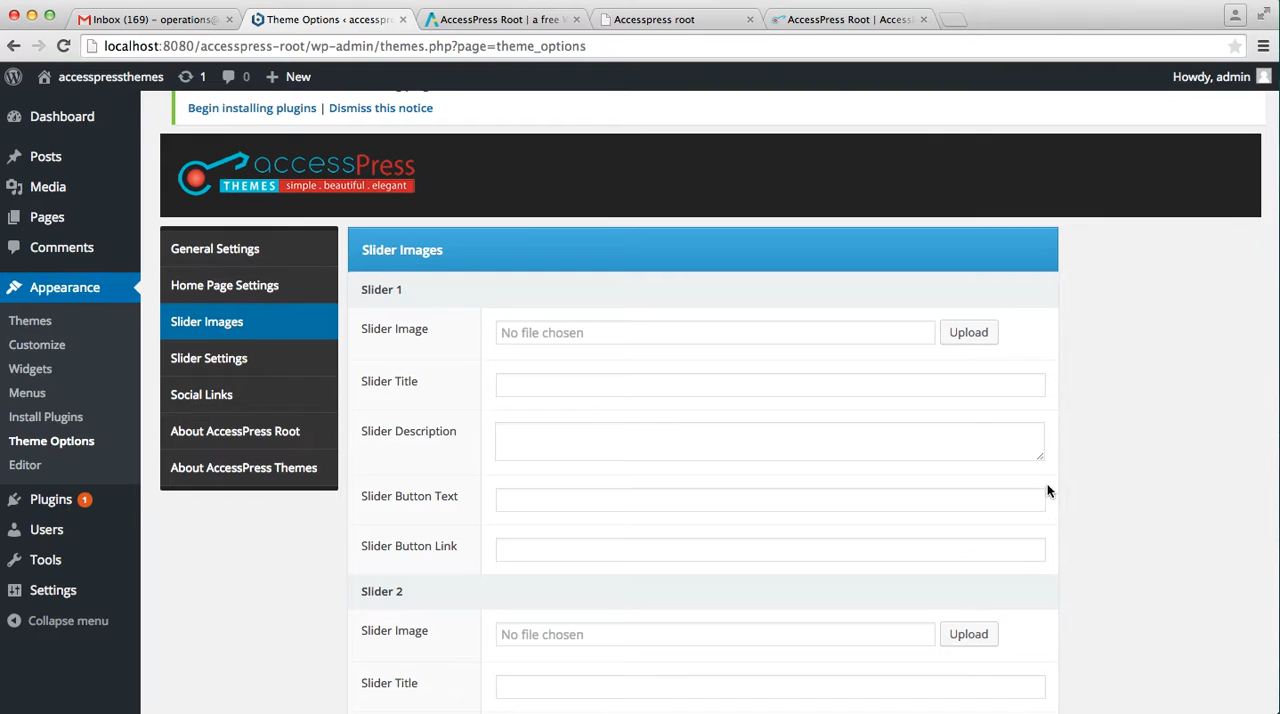 Inbox (169) – operations@
Theme Options ‹ accesspr
AccessPress Root | a free W
Accesspress root
AccessPress Root | Access
localhost:8080/accesspress-root/wp-admin/themes.php?page=theme_options
accesspressthemes
1
0
New
Howdy, admin
Begin installing plugins | Dismiss this notice
accessPress
THEMES simple . beautiful . elegant
Dashboard
Posts
Media
Pages
Comments
Appearance
Themes
Customize
Widgets
Menus
Install Plugins
Theme Options
Editor
Plugins 1
Users
Tools
Settings
Collapse menu
General Settings
Home Page Settings
Slider Images
Slider Settings
Social Links
About AccessPress Root
About AccessPress Themes
Slider Images
Slider 1
Slider Image
No file chosen
Upload
Slider Title
Slider Description
Slider Button Text
Slider Button Link
Slider 2
Slider Image
No file chosen
Upload
Slider Title